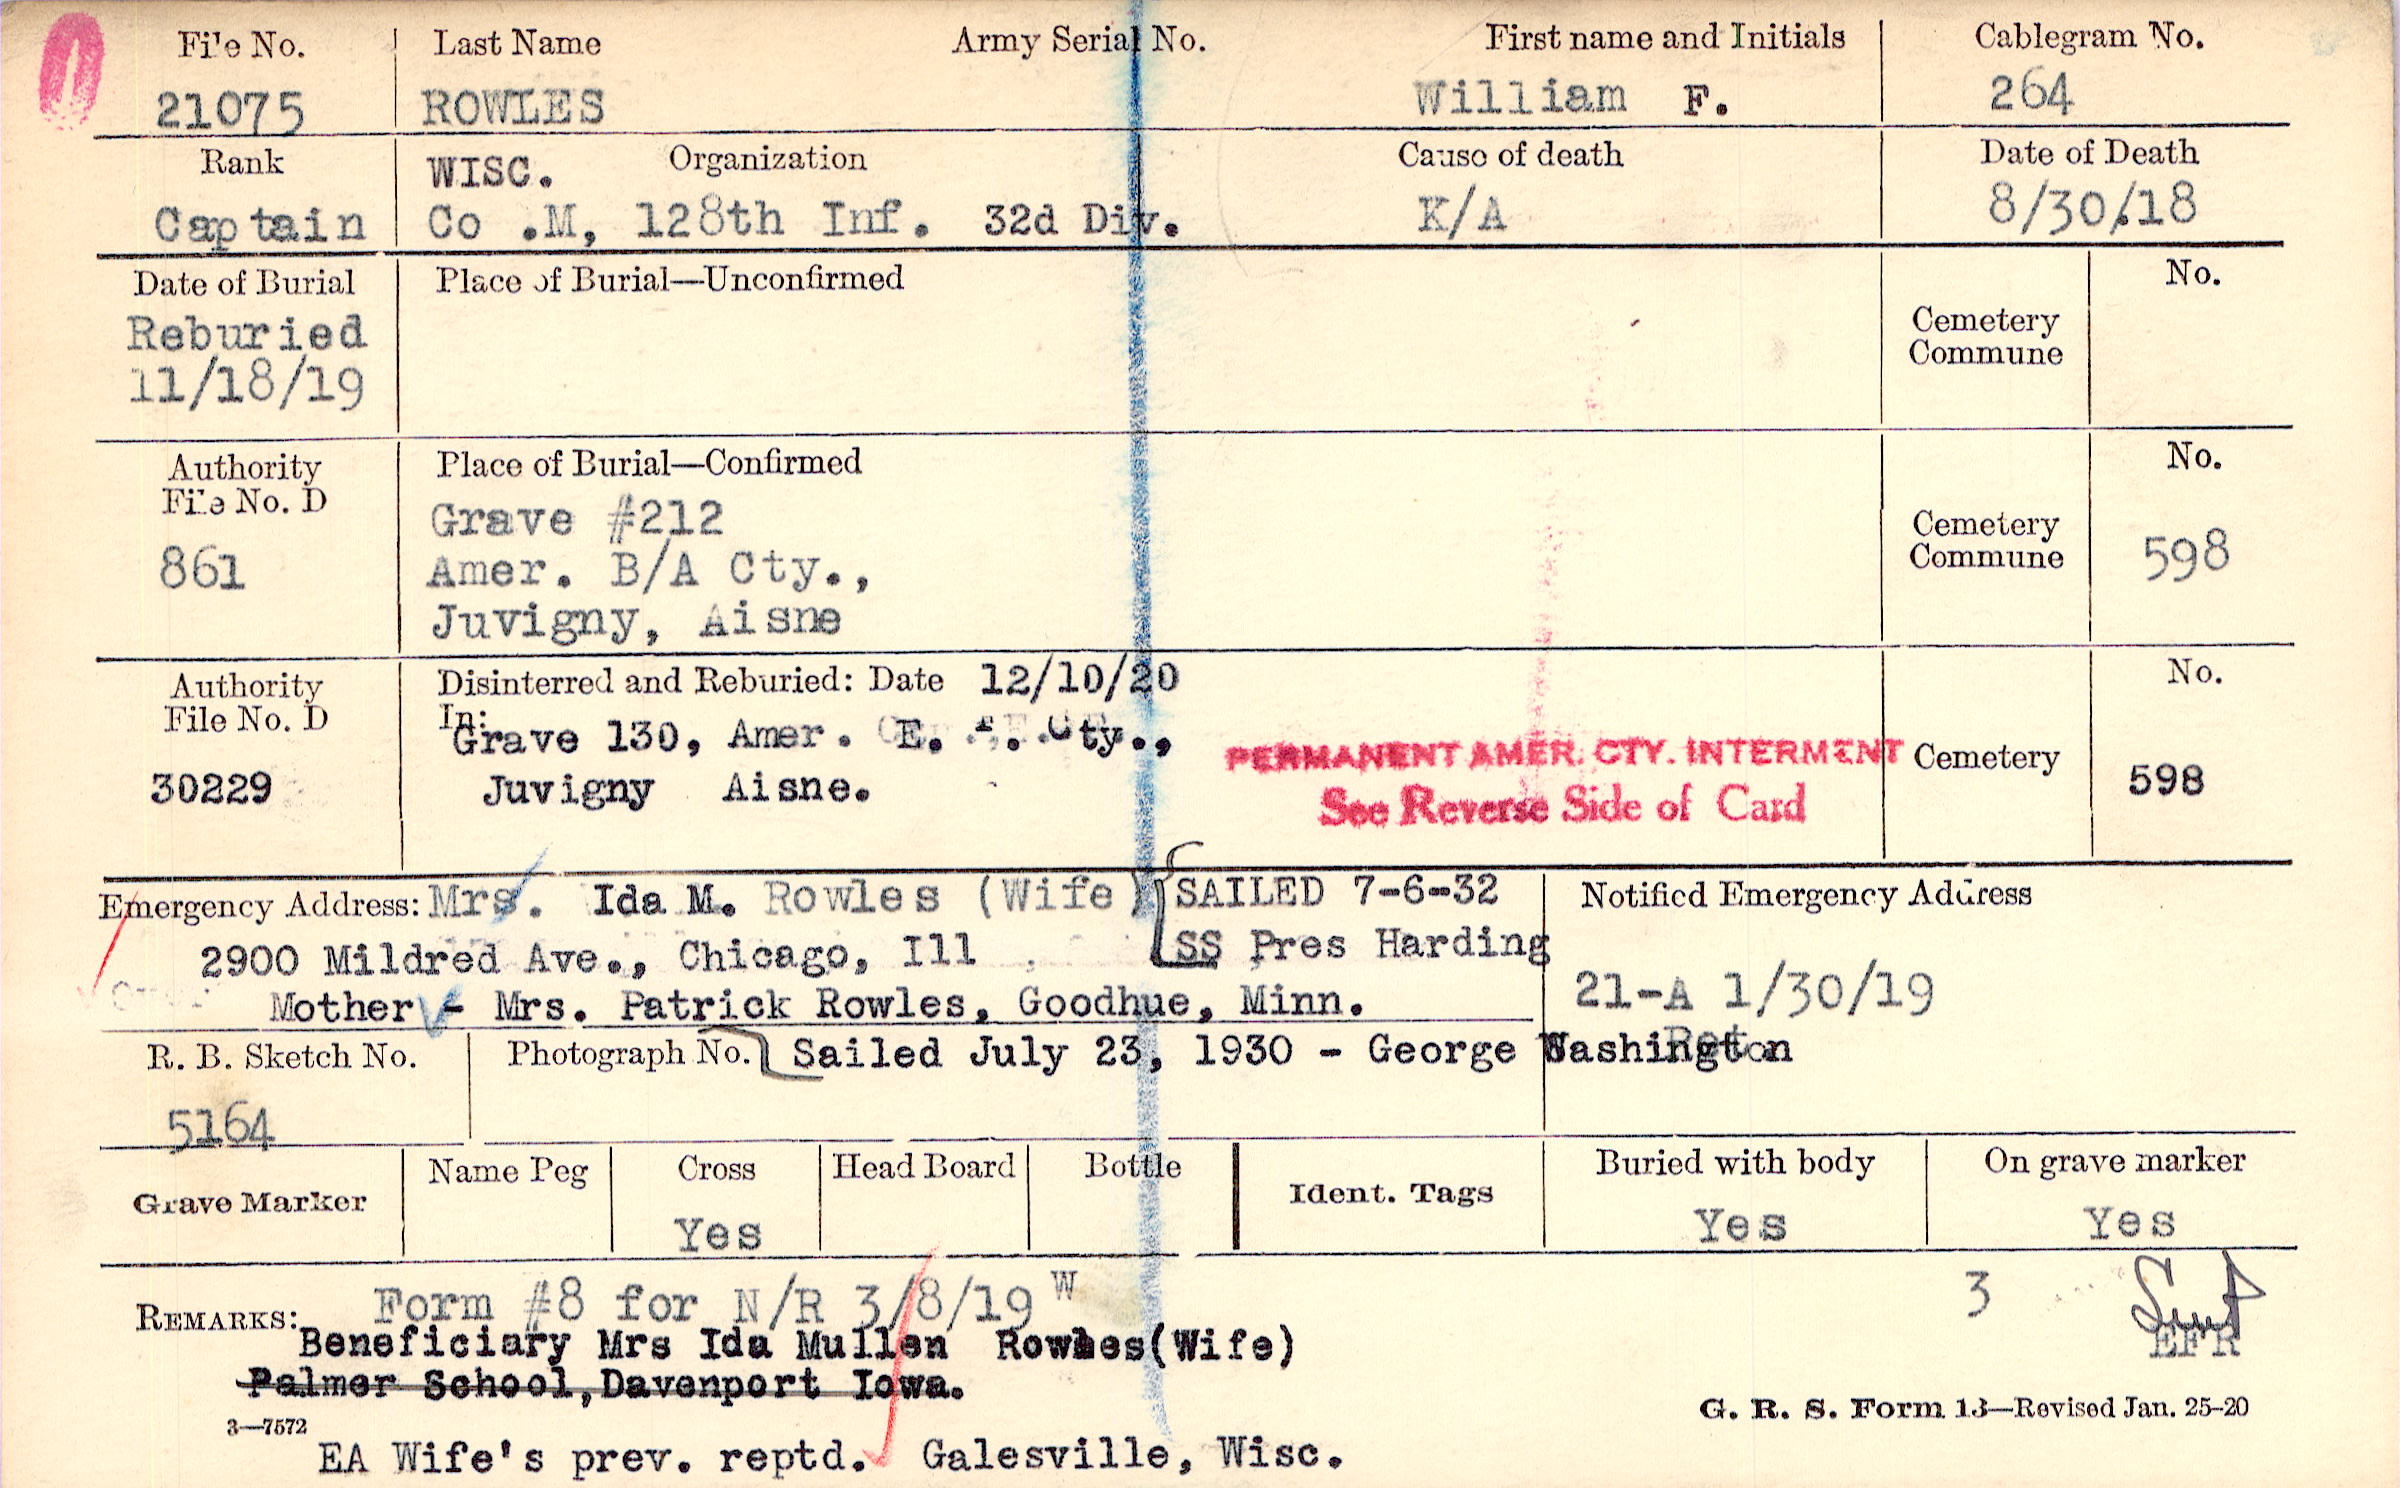 File No. Last Name Army Serial No. First name and Initials Cablegram No.
21075 ROWLES William F. 264
Rank WISC. Organization Cause of death Date of Death
Captain Co .M, 128th Inf. 32d Div. K/A 8/30/18
Date of Burial Place of Burial—Unconfirmed No.
Reburied Cemetery
11/18/19 Commune
Authority Place of Burial—Confirmed No.
File No. D Grave #212 Cemetery
861 Amer. B/A Cty., Commune 598
Juvigny, Aisne
Authority Disinterred and Reburied: Date 12/10/20 No.
File No. D In: Grave 130, Amer. E. Cty.,
PERMANENT AMER. CTY. INTERMENT Cemetery
30229 Juvigny Aisne. 598
See Reverse Side of Card
Emergency Address: Mrs. Ida M. Rowles (Wife) SAILED 7-6-32 Notified Emergency Address
2900 Mildred Ave., Chicago, Ill SS Pres Harding
21-A 1/30/19
Mother - Mrs. Patrick Rowles, Goodhue, Minn.
R. B. Sketch No. Photograph No. Sailed July 23, 1930 - George Washington
5164
Grave Marker Name Peg Cross Head Board Bottle Ident. Tags Buried with body On grave marker
Yes Yes Yes
REMARKS: Form #8 for N/R 3/8/19 W 3
Beneficiary Mrs Ida Mullen Rowles(Wife) EFR
Palmer School,Davenport Iowa.
3—7572 G. R. S. Form 13—Revised Jan. 25-20
EA Wife's prev. reptd. Galesville, Wisc.